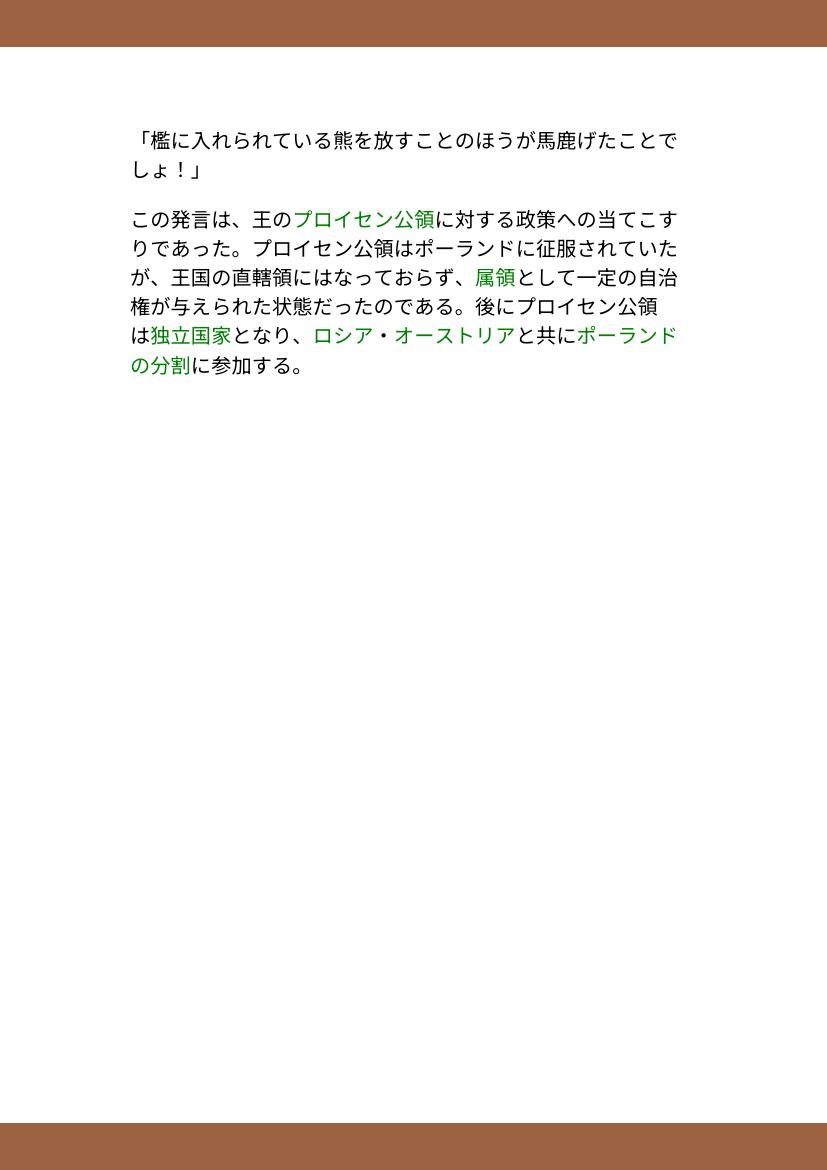 「檻に入れられている熊を放すことのほうが馬鹿げたことで
しょ！」
この発言は、王のプロイセン公領に対する政策への当てこす
りであった。プロイセン公領はポーランドに征服されていた
が、王国の直轄領にはなっておらず、属領として一定の自治
権が与えられた状態だったのである。後にプロイセン公領
は独立国家となり、ロシア・オーストリアと共にポーランド
の分割に参加する。